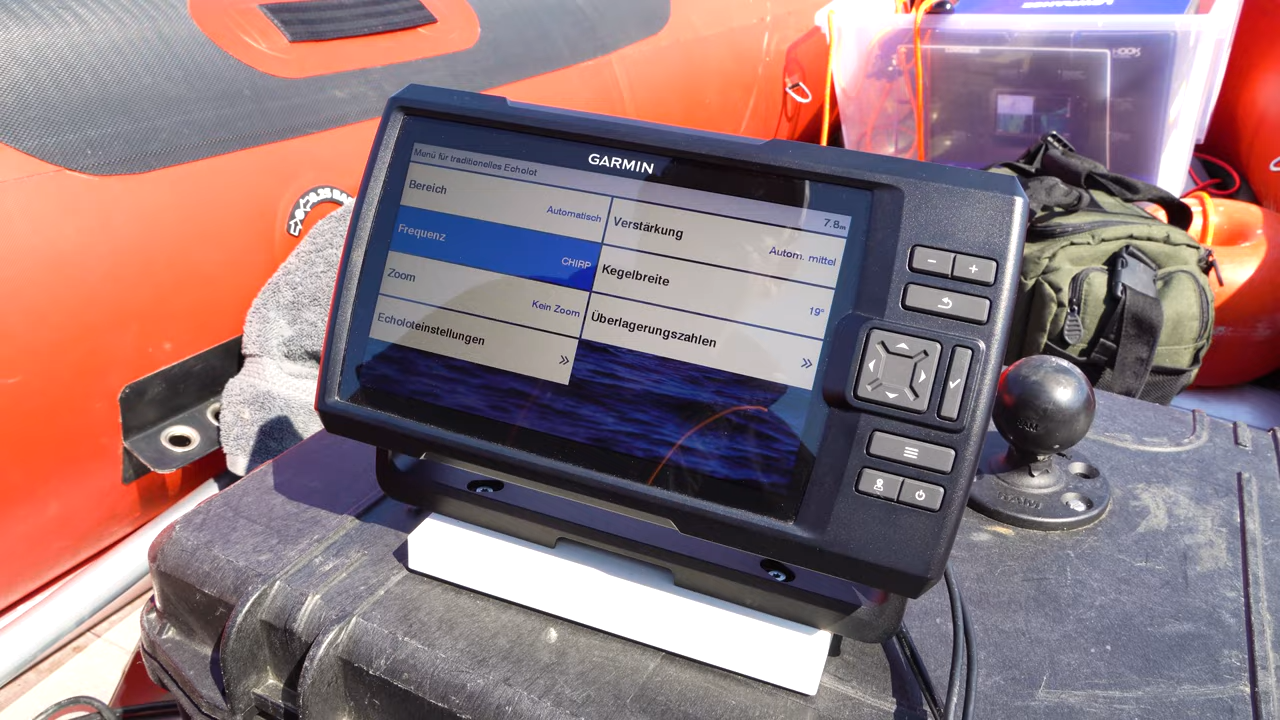 GARMIN
Menü für traditionelles Echolot
7.8m
Bereich
Automatisch
Verstärkung
Autom. mittel
Frequenz
CHIRP
Kegelbreite
19°
Zoom
Kein Zoom
Überlagerungszahlen
Echoloteinstellungen
HOOK